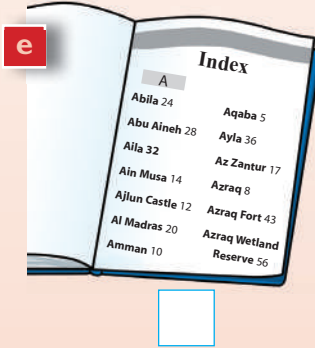 e
Index
A
Abila 24
Abu Aineh 28
Aila 32
Ain Musa 14
Ajlun Castle 12
Al Madras 20
Amman 10
Aqaba 5
Ayla 36
Az Zantur 17
Azraq 8
Azraq Fort 43
Azraq Wetland
Reserve 56